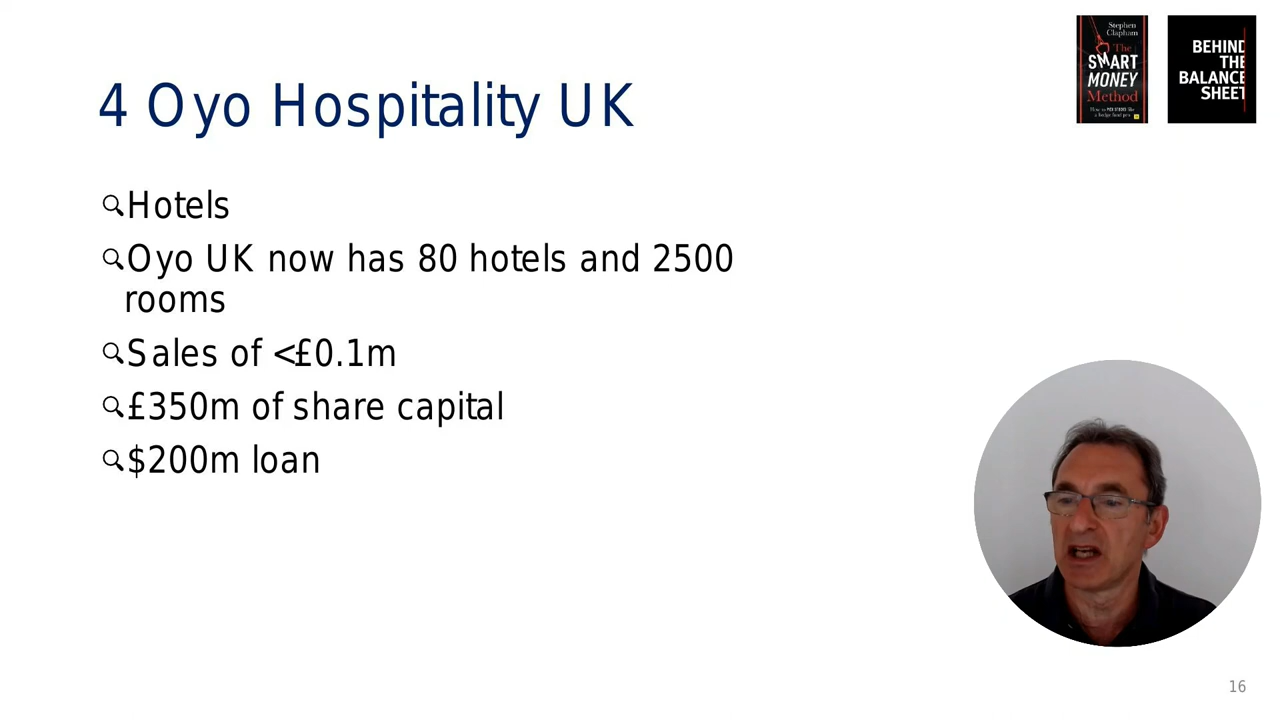 Stephen
Clapham
The
SMART
MONEY
Method
BEHIND
THE
BALANCE
SHEET
4 Oyo Hospitality UK
Hotels
Oyo UK now has 80 hotels and 2500
rooms
Sales of <£0.1m
£350m of share capital
$200m loan
16